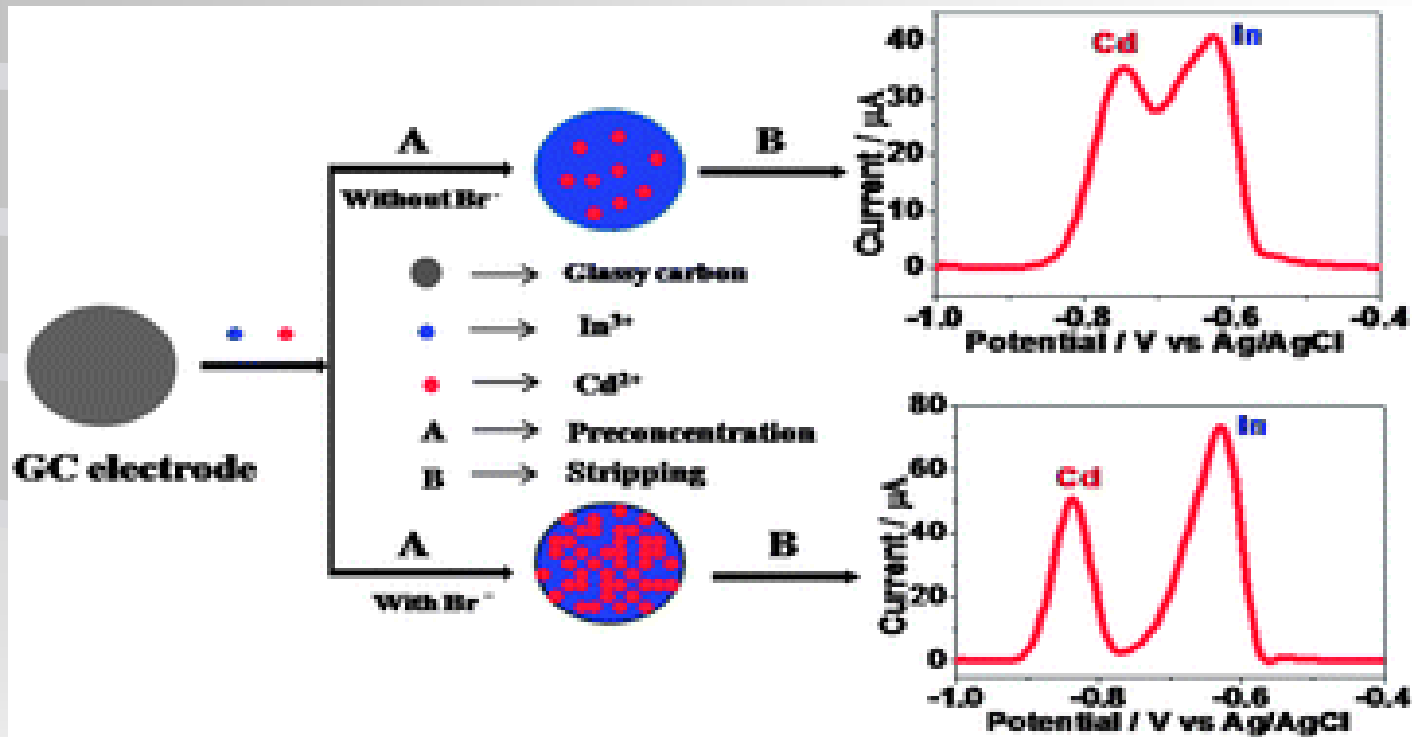 A
Without Br⁻
B
Glassy carbon
In³⁺
Cd²⁺
A
Preconcentration
B
Stripping
GC electrode
A
With Br⁻
B
Cd
In
Current / μA
40
30
20
10
0
-1.0
-0.8
-0.6
-0.4
Potential / V vs Ag/AgCl
Cd
In
Current / μA
80
60
40
20
0
-1.0
-0.8
-0.6
-0.4
Potential / V vs Ag/AgCl